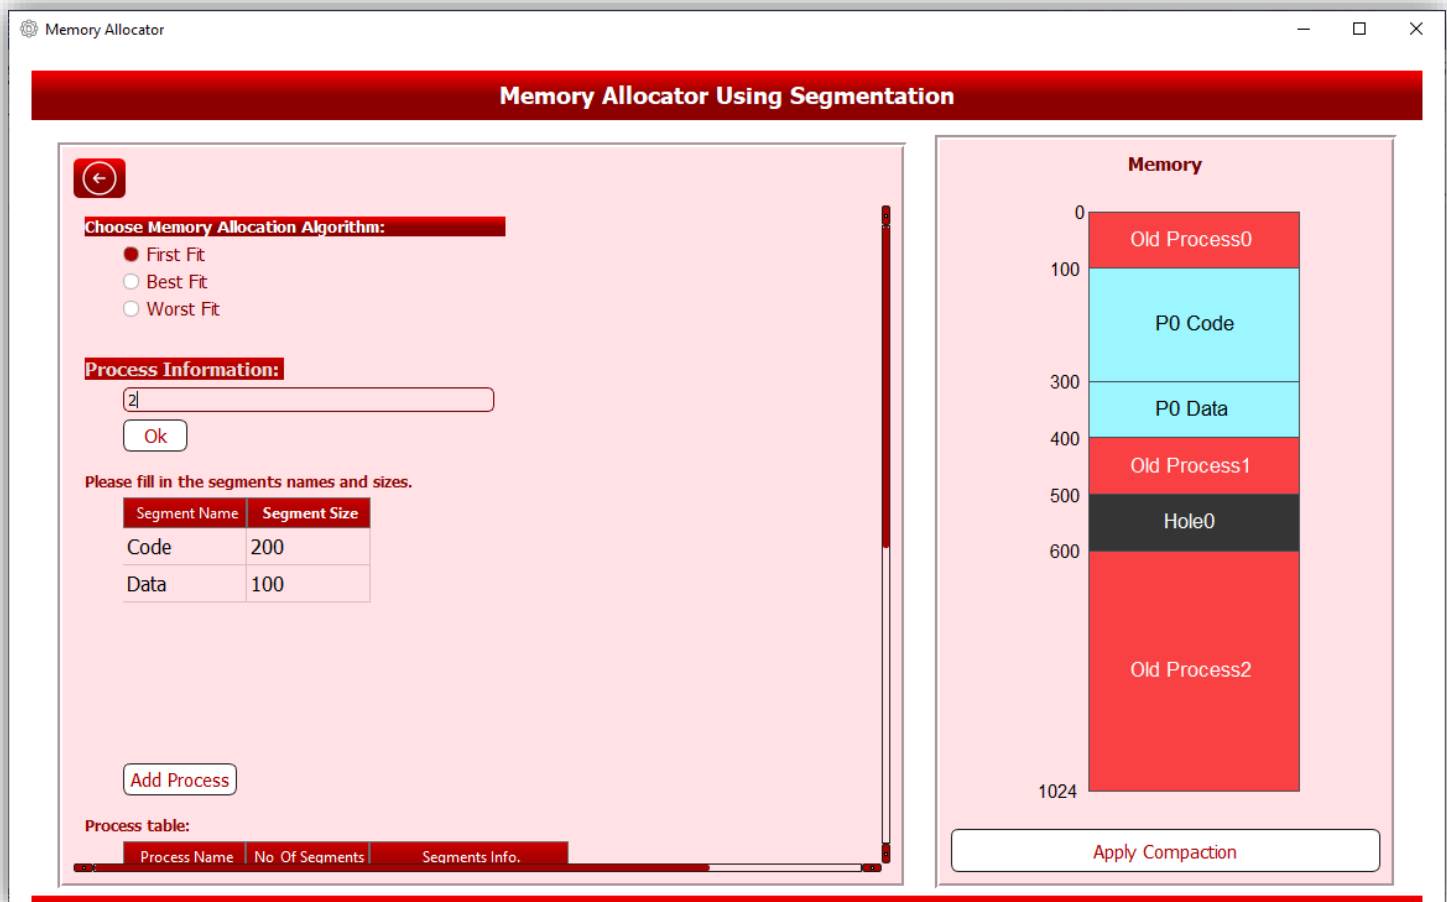 Memory Allocator
Memory Allocator Using Segmentation
Choose Memory Allocation Algorithm:
First Fit
Best Fit
Worst Fit
Process Information:
2
Ok
Please fill in the segments names and sizes.
Segment Name Segment Size
Code 200
Data 100
Add Process
Process table:
Process Name No Of Segments Segments Info.
Memory
0
Old Process0
100
P0 Code
300
P0 Data
400
Old Process1
500
Hole0
600
Old Process2
1024
Apply Compaction